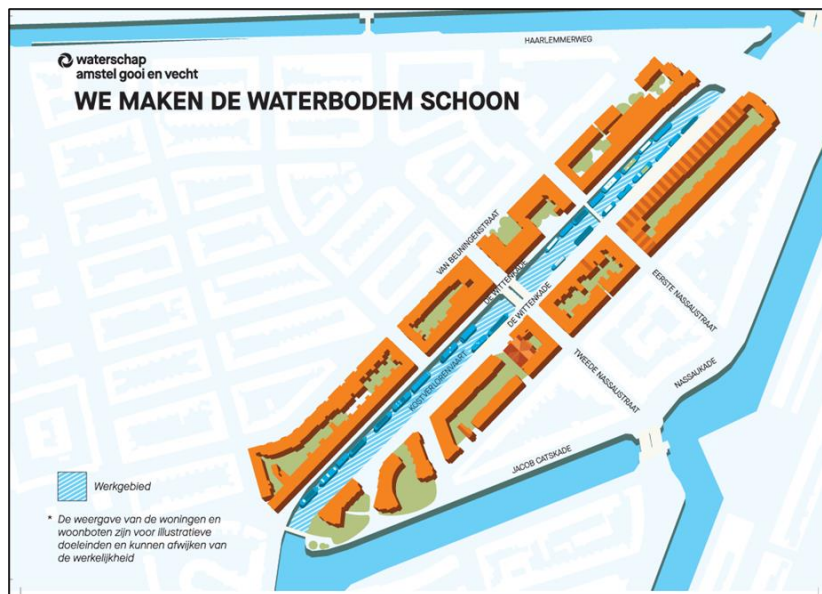 HAARLEMMERWEG
waterschap
amstel gooi en vecht
WE MAKEN DE WATERBODEM SCHOON
VAN BEUNINGENSTRAAT
DE WITTENKADE
DE WITTENKADE
EERSTE NASSAUSTRAAT
KOSTVERLORENVAART
TWEEDE NASSAUSTRAAT
NASSAUKADE
JACOB CATSKADE
Werkgebied
* De weergave van de woningen en
woonboten zijn voor illustratieve
doeleinden en kunnen afwijken van
de werkelijkheid